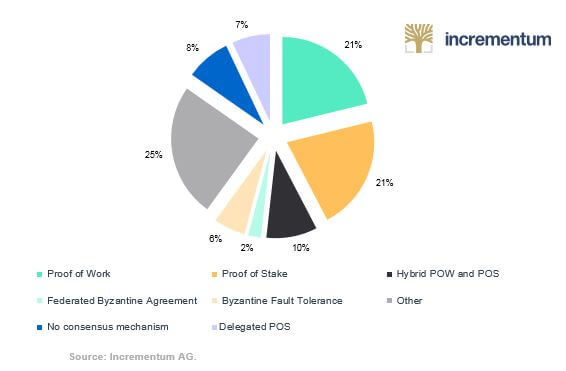 7%
21%
incrementum
8%
25%
21%
6%
2%
10%
Proof of Work
Proof of Stake
Hybrid POW and POS
Federated Byzantine Agreement
Byzantine Fault Tolerance
Other
No consensus mechanism
Delegated POS
Source: Incrementum AG.